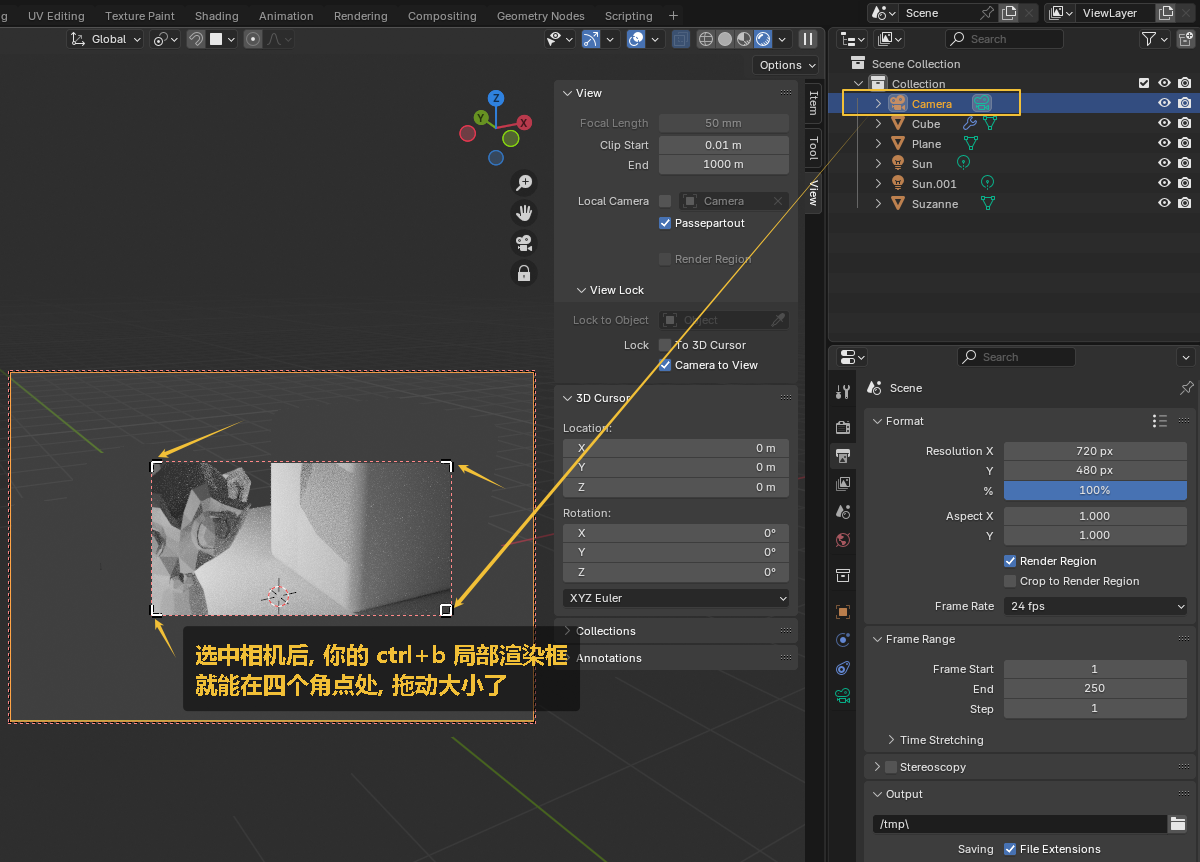 UV Editing Texture Paint Shading Animation Rendering Compositing Geometry Nodes Scripting +
Scene
ViewLayer
Global
Options
Search
Z
Y
X
View
Focal Length 50 mm
Clip Start 0.01 m
End 1000 m
Local Camera Camera
Passepartout
Render Region
View Lock
Lock to Object Object
Lock To 3D Cursor
Camera to View
3D Cursor
Location:
X 0 m
Y 0 m
Z 0 m
Rotation:
X 0°
Y 0°
Z 0°
XYZ Euler
Collections
Annotations
Item
Tool
View
选中相机后, 你的 ctrl+b 局部渲染框
就能在四个角点处, 拖动大小了
Scene Collection
Collection
Camera
Cube
Plane
Sun
Sun.001
Suzanne
Search
Scene
Format
Resolution X 720 px
Y 480 px
% 100%
Aspect X 1.000
Y 1.000
Render Region
Crop to Render Region
Frame Rate 24 fps
Frame Range
Frame Start 1
End 250
Step 1
Time Stretching
Stereoscopy
Output
/tmp\
Saving File Extensions